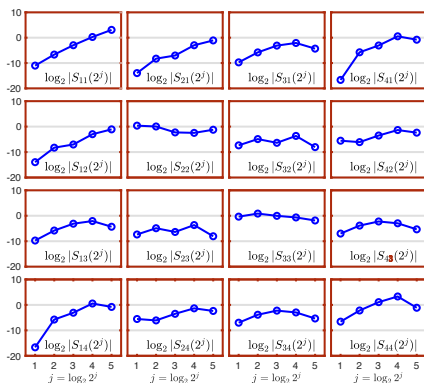 10
0
-10
-20
log₂ |S₁₁(2ʲ)|
log₂ |S₂₁(2ʲ)|
log₂ |S₃₁(2ʲ)|
log₂ |S₄₁(2ʲ)|
10
0
-10
-20
log₂ |S₁₂(2ʲ)|
log₂ |S₂₂(2ʲ)|
log₂ |S₃₂(2ʲ)|
log₂ |S₄₂(2ʲ)|
10
0
-10
-20
log₂ |S₁₃(2ʲ)|
log₂ |S₂₃(2ʲ)|
log₂ |S₃₃(2ʲ)|
log₂ |S₄₃(2ʲ)|
10
0
-10
-20
log₂ |S₁₄(2ʲ)|
log₂ |S₂₄(2ʲ)|
log₂ |S₃₄(2ʲ)|
log₂ |S₄₄(2ʲ)|
1 2 3 4 5
1 2 3 4 5
1 2 3 4 5
1 2 3 4 5
j = log₂ 2ʲ
j = log₂ 2ʲ
j = log₂ 2ʲ
j = log₂ 2ʲ